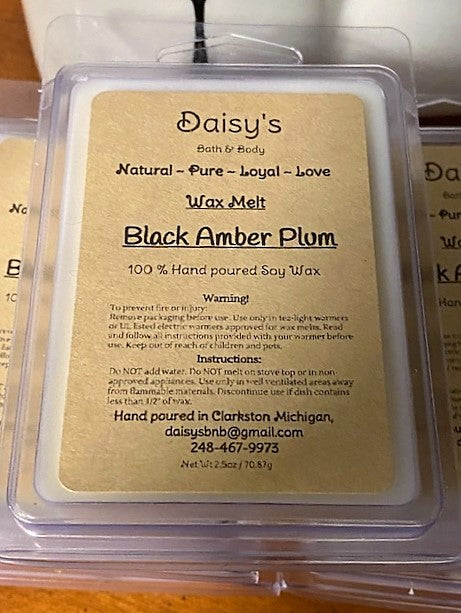 Daisy's
Bath & Body
Natural ~ Pure ~ Loyal ~ Love
Wax Melt
Black Amber Plum
100 % Hand poured Soy Wax
Warning!
To prevent fire or injury:
Remove packaging before use. Use only in tea-light warmers
or UL Listed electric warmers approved for wax melts. Read
and follow all instructions provided with your warmer before
use. Keep out of reach of children and pets.
Instructions:
Do NOT add water. Do NOT melt on stove top or in non-
approved appliances. Use only in well ventilated areas away
from flammable materials. Discontinue use if dish contains
less than 1/2" of wax.
Hand poured in Clarkston Michigan,
daisysbnb@gmail.com
248-467-9973
Net Wt 2.5oz / 70.87g
Da